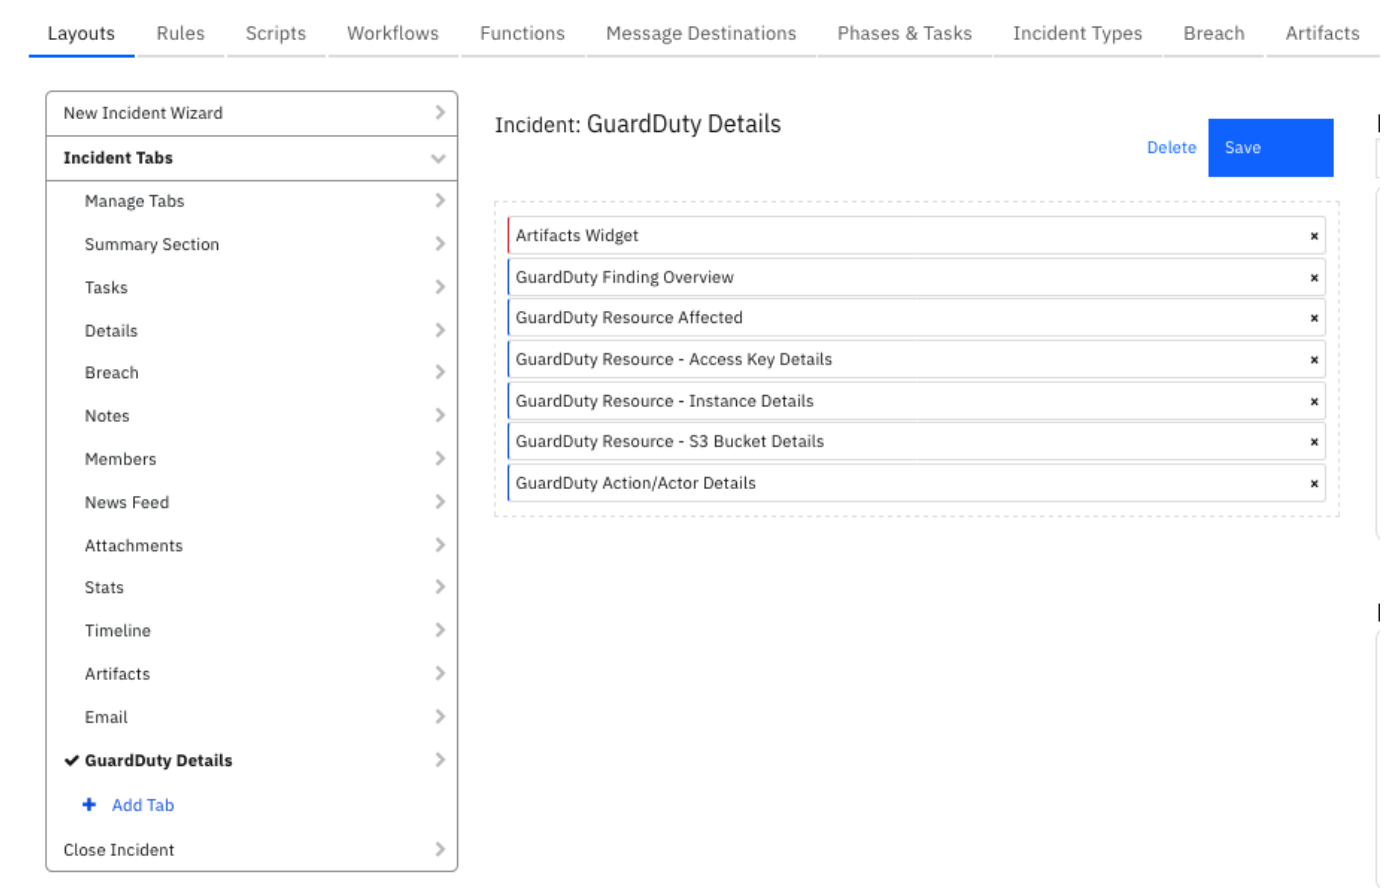 Layouts Rules Scripts Workflows Functions Message Destinations Phases & Tasks Incident Types Breach Artifacts
New Incident Wizard
Incident Tabs
Manage Tabs
Summary Section
Tasks
Details
Breach
Notes
Members
News Feed
Attachments
Stats
Timeline
Artifacts
Email
GuardDuty Details
Add Tab
Close Incident
Incident: GuardDuty Details
Delete Save
Artifacts Widget
GuardDuty Finding Overview
GuardDuty Resource Affected
GuardDuty Resource - Access Key Details
GuardDuty Resource - Instance Details
GuardDuty Resource - S3 Bucket Details
GuardDuty Action/Actor Details